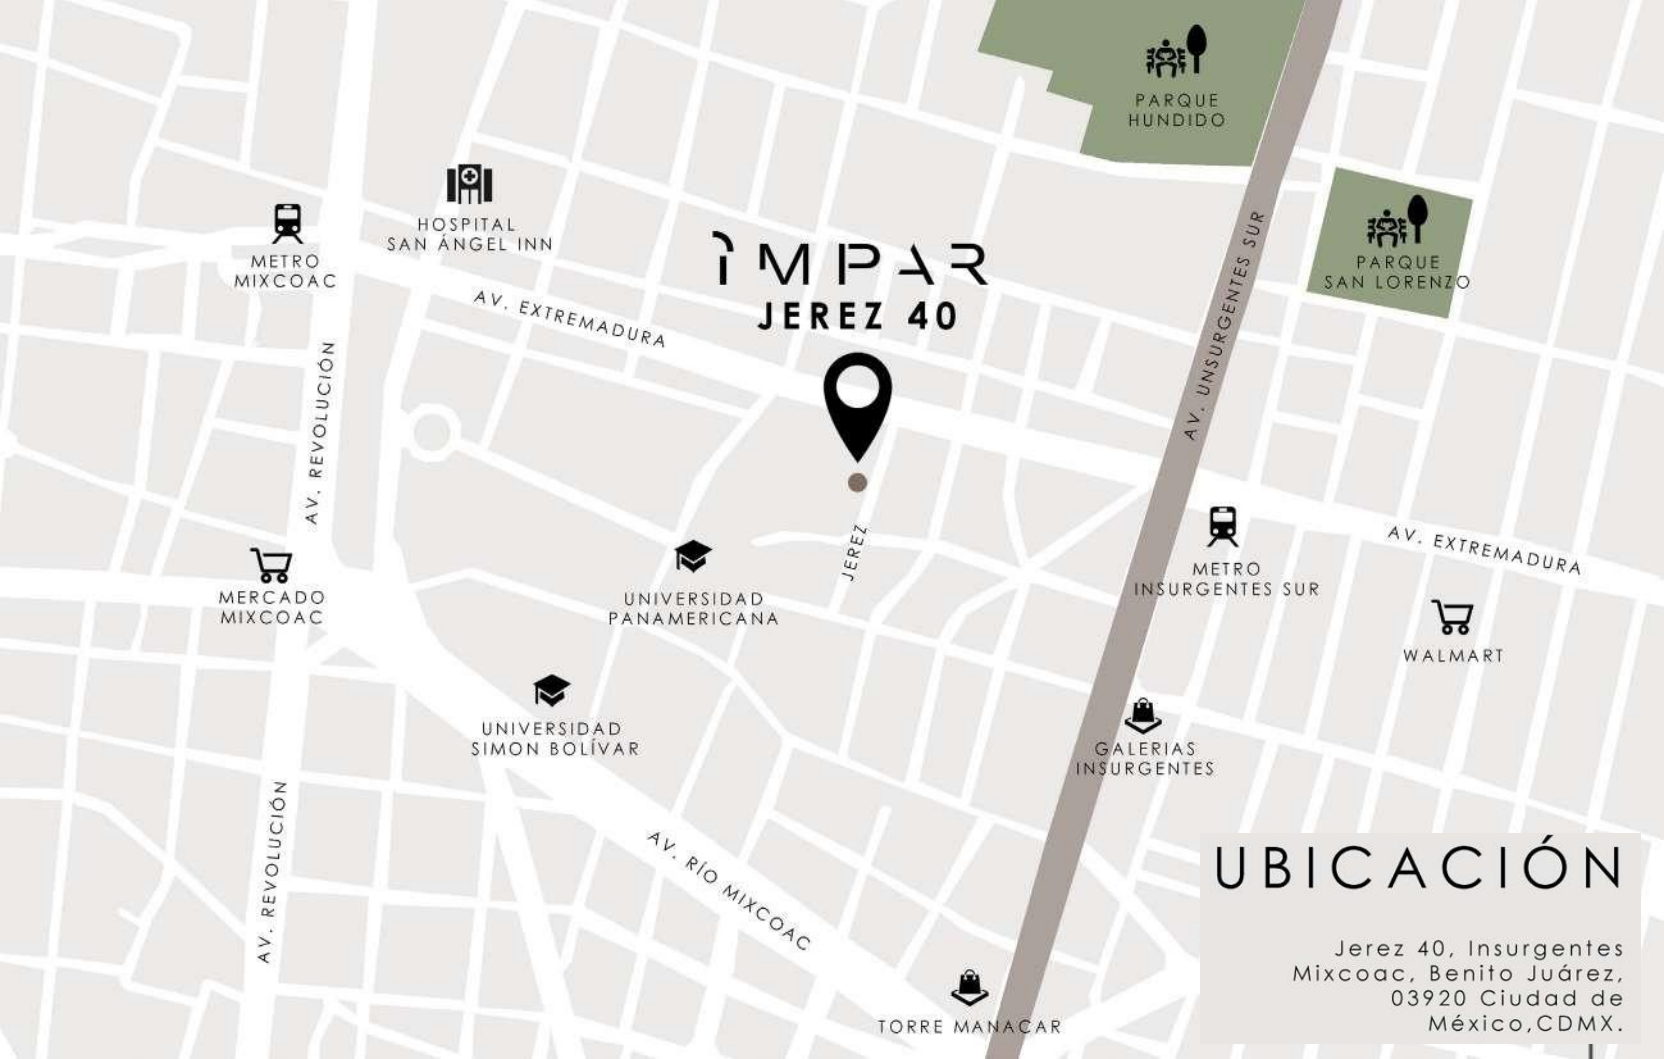 PARQUE
HUNDIDO
HOSPITAL
SAN ÁNGEL INN
METRO
MIXCOAC
ÍMPAR
JEREZ 40
PARQUE
SAN LORENZO
AV. EXTREMADURA
AV. UNSURGENTES SUR
AV. REVOLUCIÓN
JEREZ
AV. EXTREMADURA
METRO
INSURGENTES SUR
MERCADO
MIXCOAC
UNIVERSIDAD
PANAMERICANA
WALMART
UNIVERSIDAD
SIMON BOLÍVAR
GALERIAS
INSURGENTES
AV. REVOLUCIÓN
AV. RÍO MIXCOAC
TORRE MANACAR
UBICACIÓN
Jerez 40, Insurgentes
Mixcoac, Benito Juárez,
03920 Ciudad de
México,CDMX.